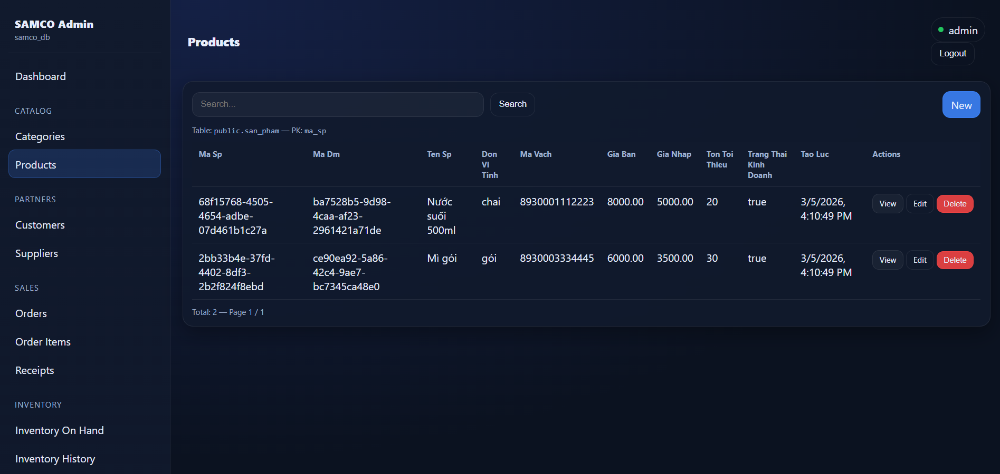 SAMCO Admin
samco_db
Dashboard
CATALOG
Categories
Products
PARTNERS
Customers
Suppliers
SALES
Orders
Order Items
Receipts
INVENTORY
Inventory On Hand
Inventory History
Products
admin
Logout
Search...
Search
New
Table: public.san_pham — PK: ma_sp
Ma Sp
Ma Dm
Ten Sp
Don
Vi
Tinh
Ma Vach
Gia Ban
Gia Nhap
Ton Toi
Thieu
Trang Thai
Kinh
Doanh
Tao Luc
Actions
68f15768-4505-
4654-adbe-
07d461b1c27a
ba7528b5-9d98-
4caa-af23-
2961421a71de
Nước
suối
500ml
chai
8930001112223
8000.00
5000.00
20
true
3/5/2026,
4:10:49 PM
View
Edit
Delete
2bb33b4e-37fd-
4402-8df3-
2b2f824f8ebd
ce90ea92-5a86-
42c4-9ae7-
bc7345ca48e0
Mì gói
gói
8930003334445
6000.00
3500.00
30
true
3/5/2026,
4:10:49 PM
View
Edit
Delete
Total: 2 — Page 1 / 1